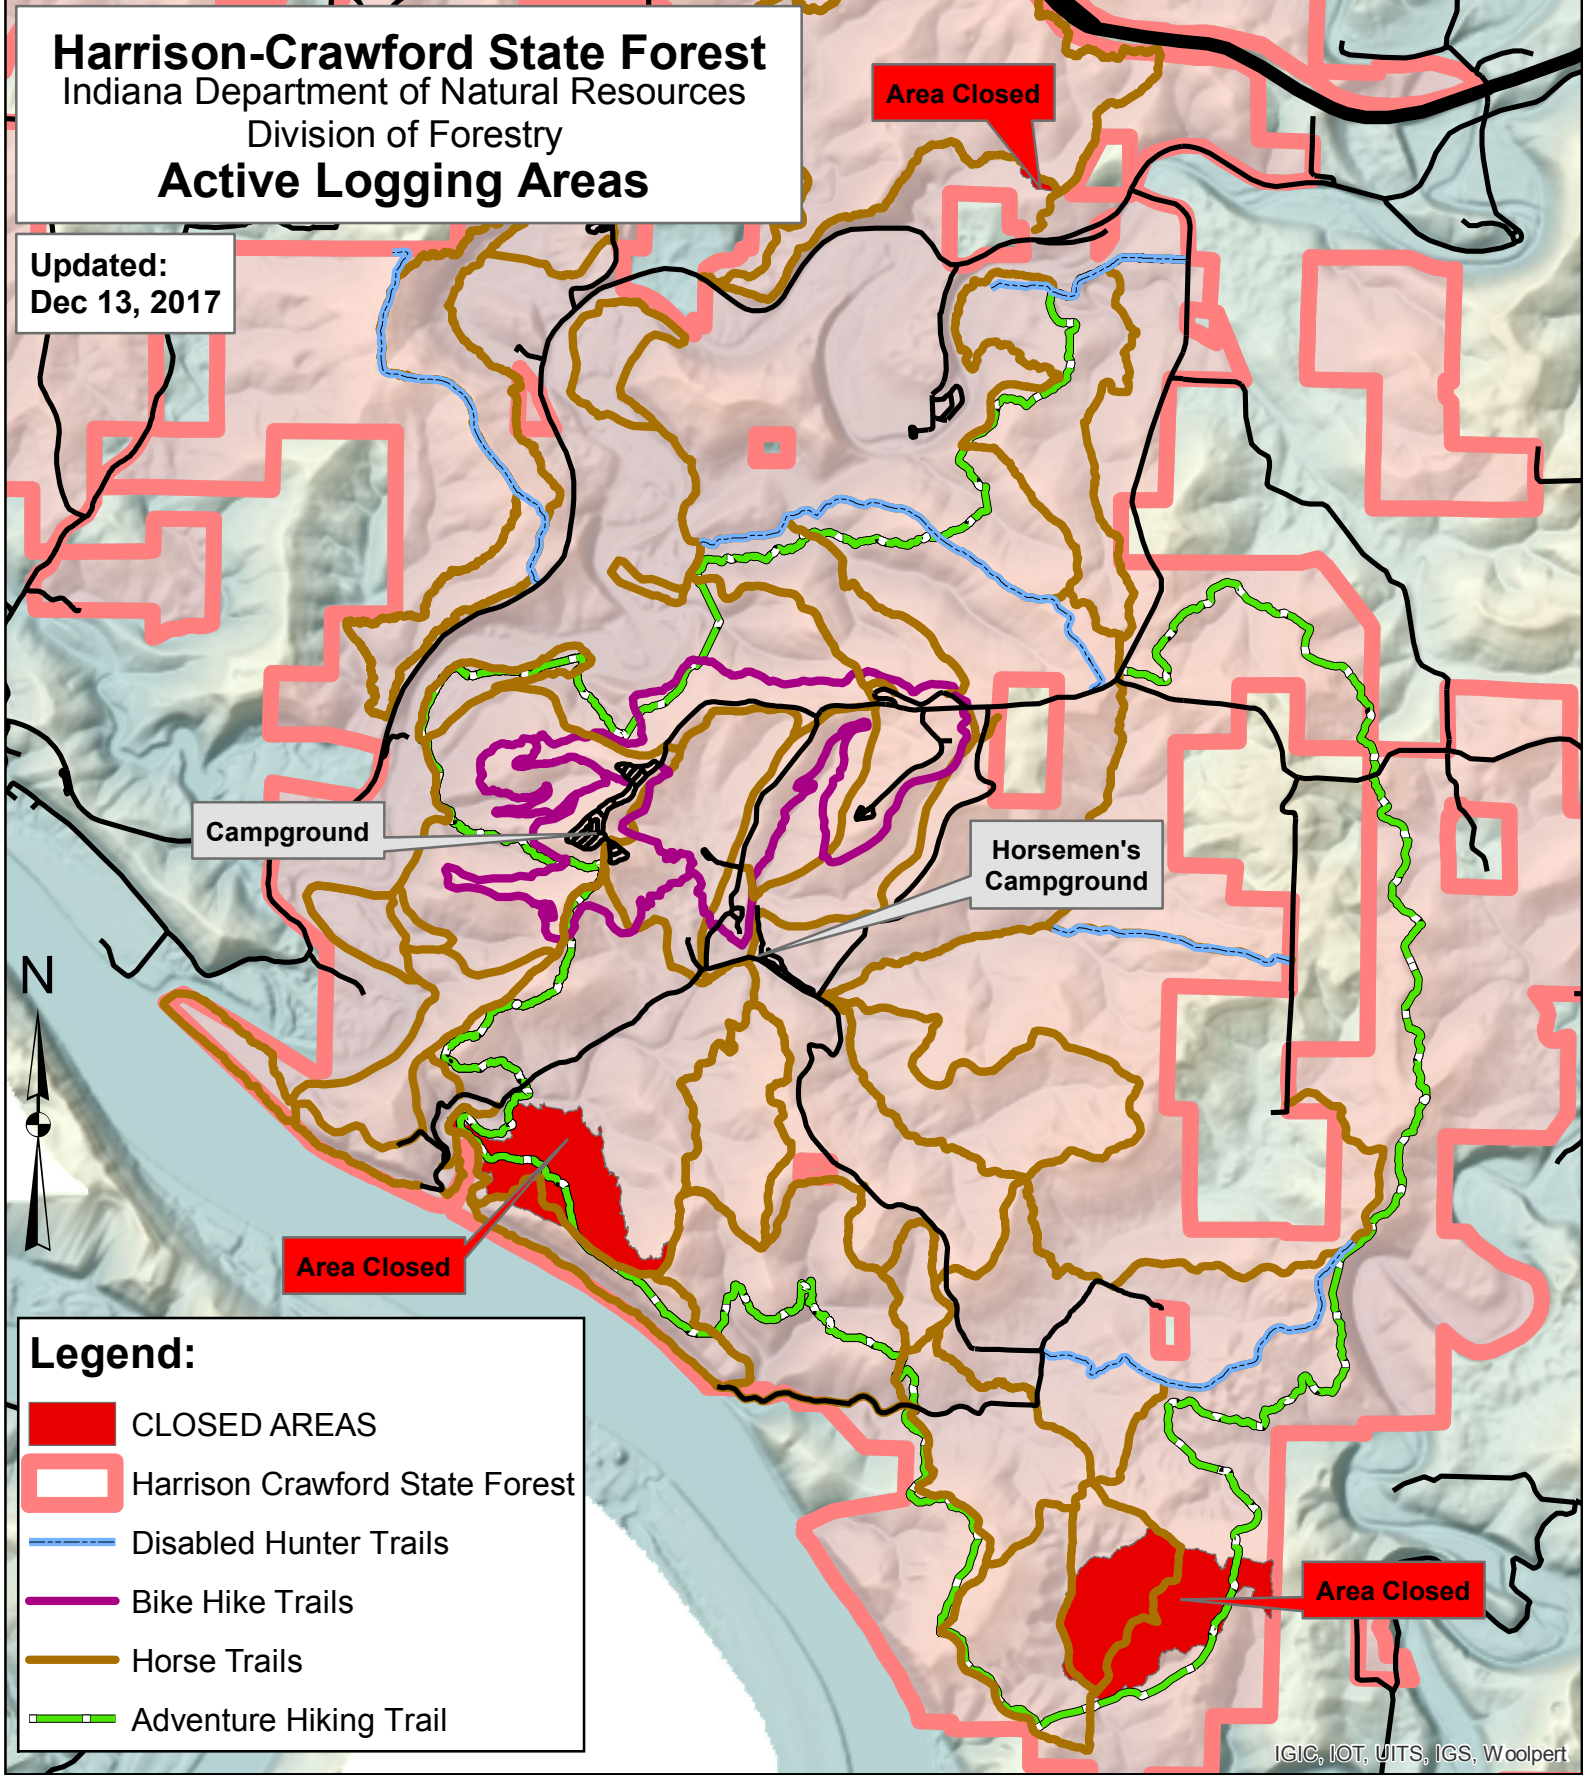 Harrison-Crawford State Forest
Indiana Department of Natural Resources
Division of Forestry
Active Logging Areas
Area Closed
Updated:
Dec 13, 2017
Campground
Horsemen's
Campground
N
Area Closed
Legend:
CLOSED AREAS
Harrison Crawford State Forest
Disabled Hunter Trails
Bike Hike Trails
Horse Trails
Adventure Hiking Trail
Area Closed
IGIC, IOT, UITS, IGS, Woolpert